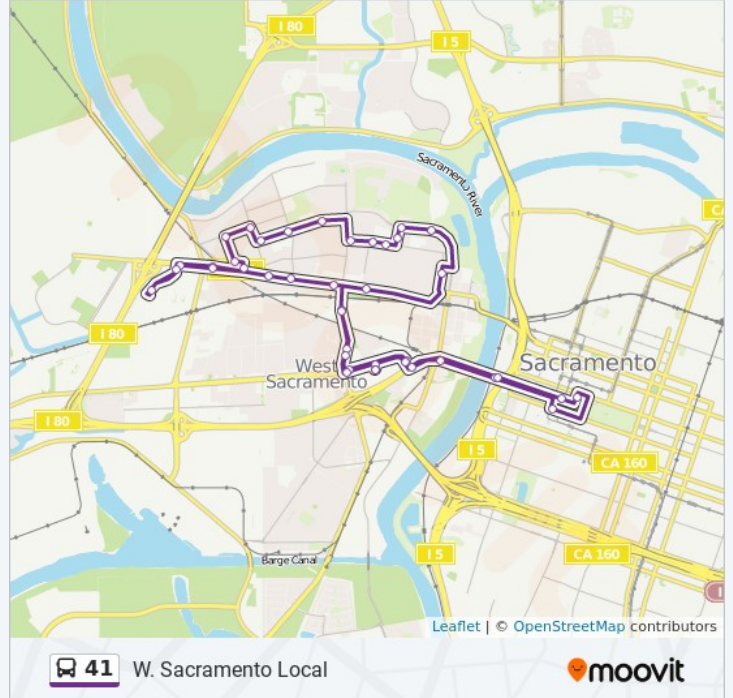 I 80
I 5
Sacramento River
CA
I 80
Sacramento
West
Sacramento
I 80
I 5
CA 160
I 5
CA 160
Barge Canal
I
Leaflet | © OpenStreetMap contributors
41 W. Sacramento Local
moovit